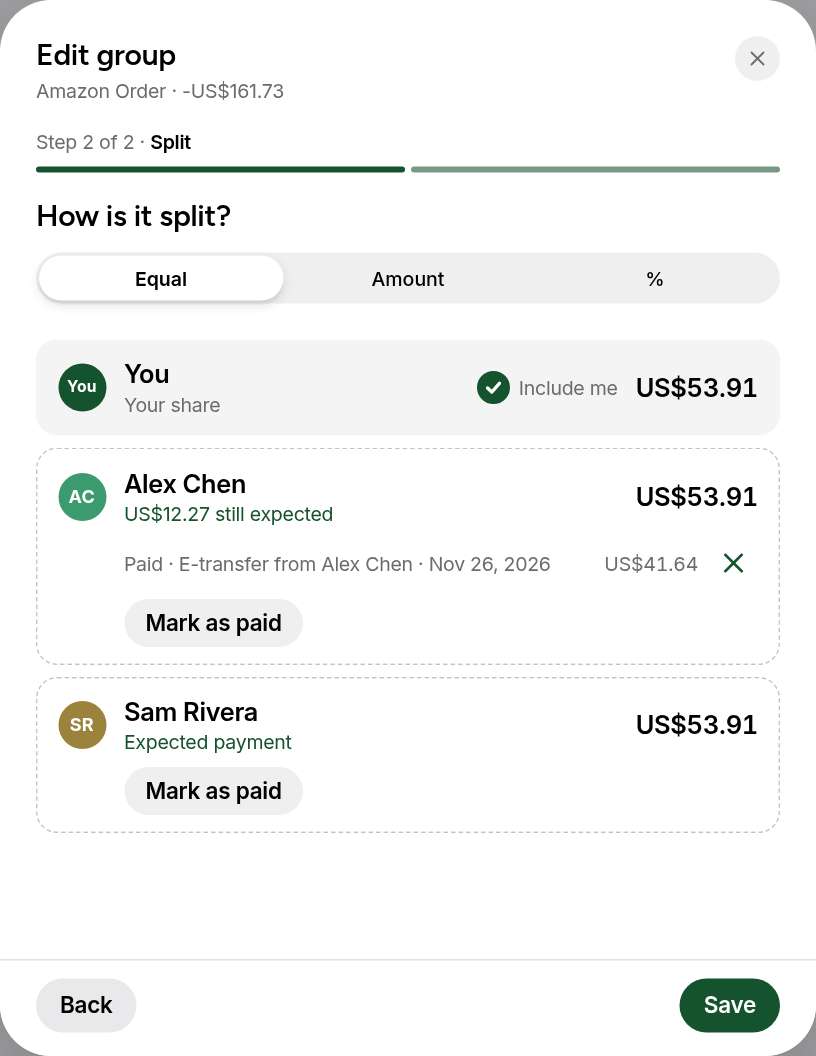 Edit group
Amazon Order · -US$161.73
Step 2 of 2 · Split
How is it split?
Equal Amount %
You You Include me US$53.91
Your share
AC Alex Chen US$53.91
US$12.27 still expected
Paid · E-transfer from Alex Chen · Nov 26, 2026 US$41.64
Mark as paid
SR Sam Rivera US$53.91
Expected payment
Mark as paid
Back Save